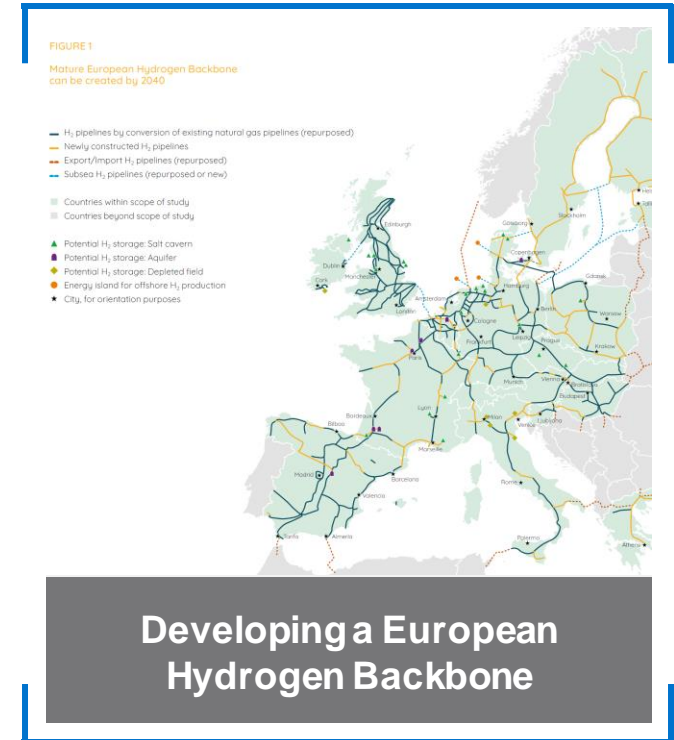 FIGURE 1
Mature European Hydrogen Backbone
can be created by 2040
H₂ pipelines by conversion of existing natural gas pipelines (repurposed)
Newly constructed H₂ pipelines
Export/Import H₂ pipelines (repurposed)
Subsea H₂ pipelines (repurposed or new)
Countries within scope of study
Countries beyond scope of study
Potential H₂ storage: Salt cavern
Potential H₂ storage: Aquifer
Potential H₂ storage: Depleted field
Energy island for offshore H₂ production
City, for orientation purposes
Stockholm
Göteborg
Edinburgh
Copenhagen
Dublin
Manchester
Cork
London
Hamburg
Gdansk
Amsterdam
Berlin
Warsaw
Cologne
Leipzig
Frankfurt
Prague
Krakow
Paris
Munich
Vienna
Bratislava
Budapest
Lyon
Bordeaux
Milan
Venice
Ljubljana
Bilbao
Marseille
Madrid
Barcelona
Valencia
Rome
Tarifa
Almeria
Palermo
Athens
Developing a European
Hydrogen Backbone